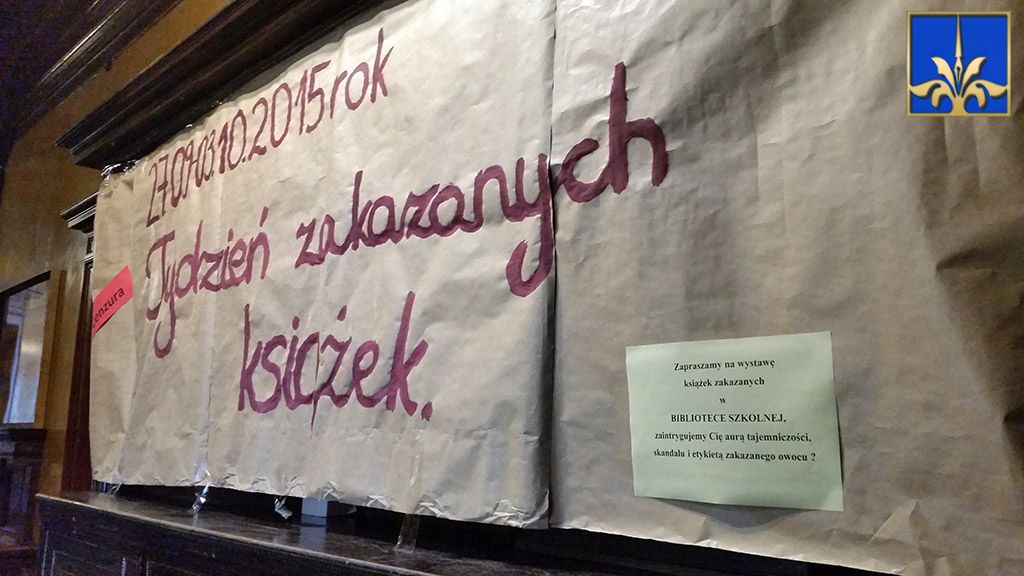 27.09-03.10.2015 rok
Tydzień zakazanych
książek.
cenzura
Zapraszamy na wystawę
książek zakazanych
w
BIBLIOTECE SZKOLNEJ,
zaintrygujemy Cię aurą tajemniczości,
skandalu i etykietą zakazanego owocu ?